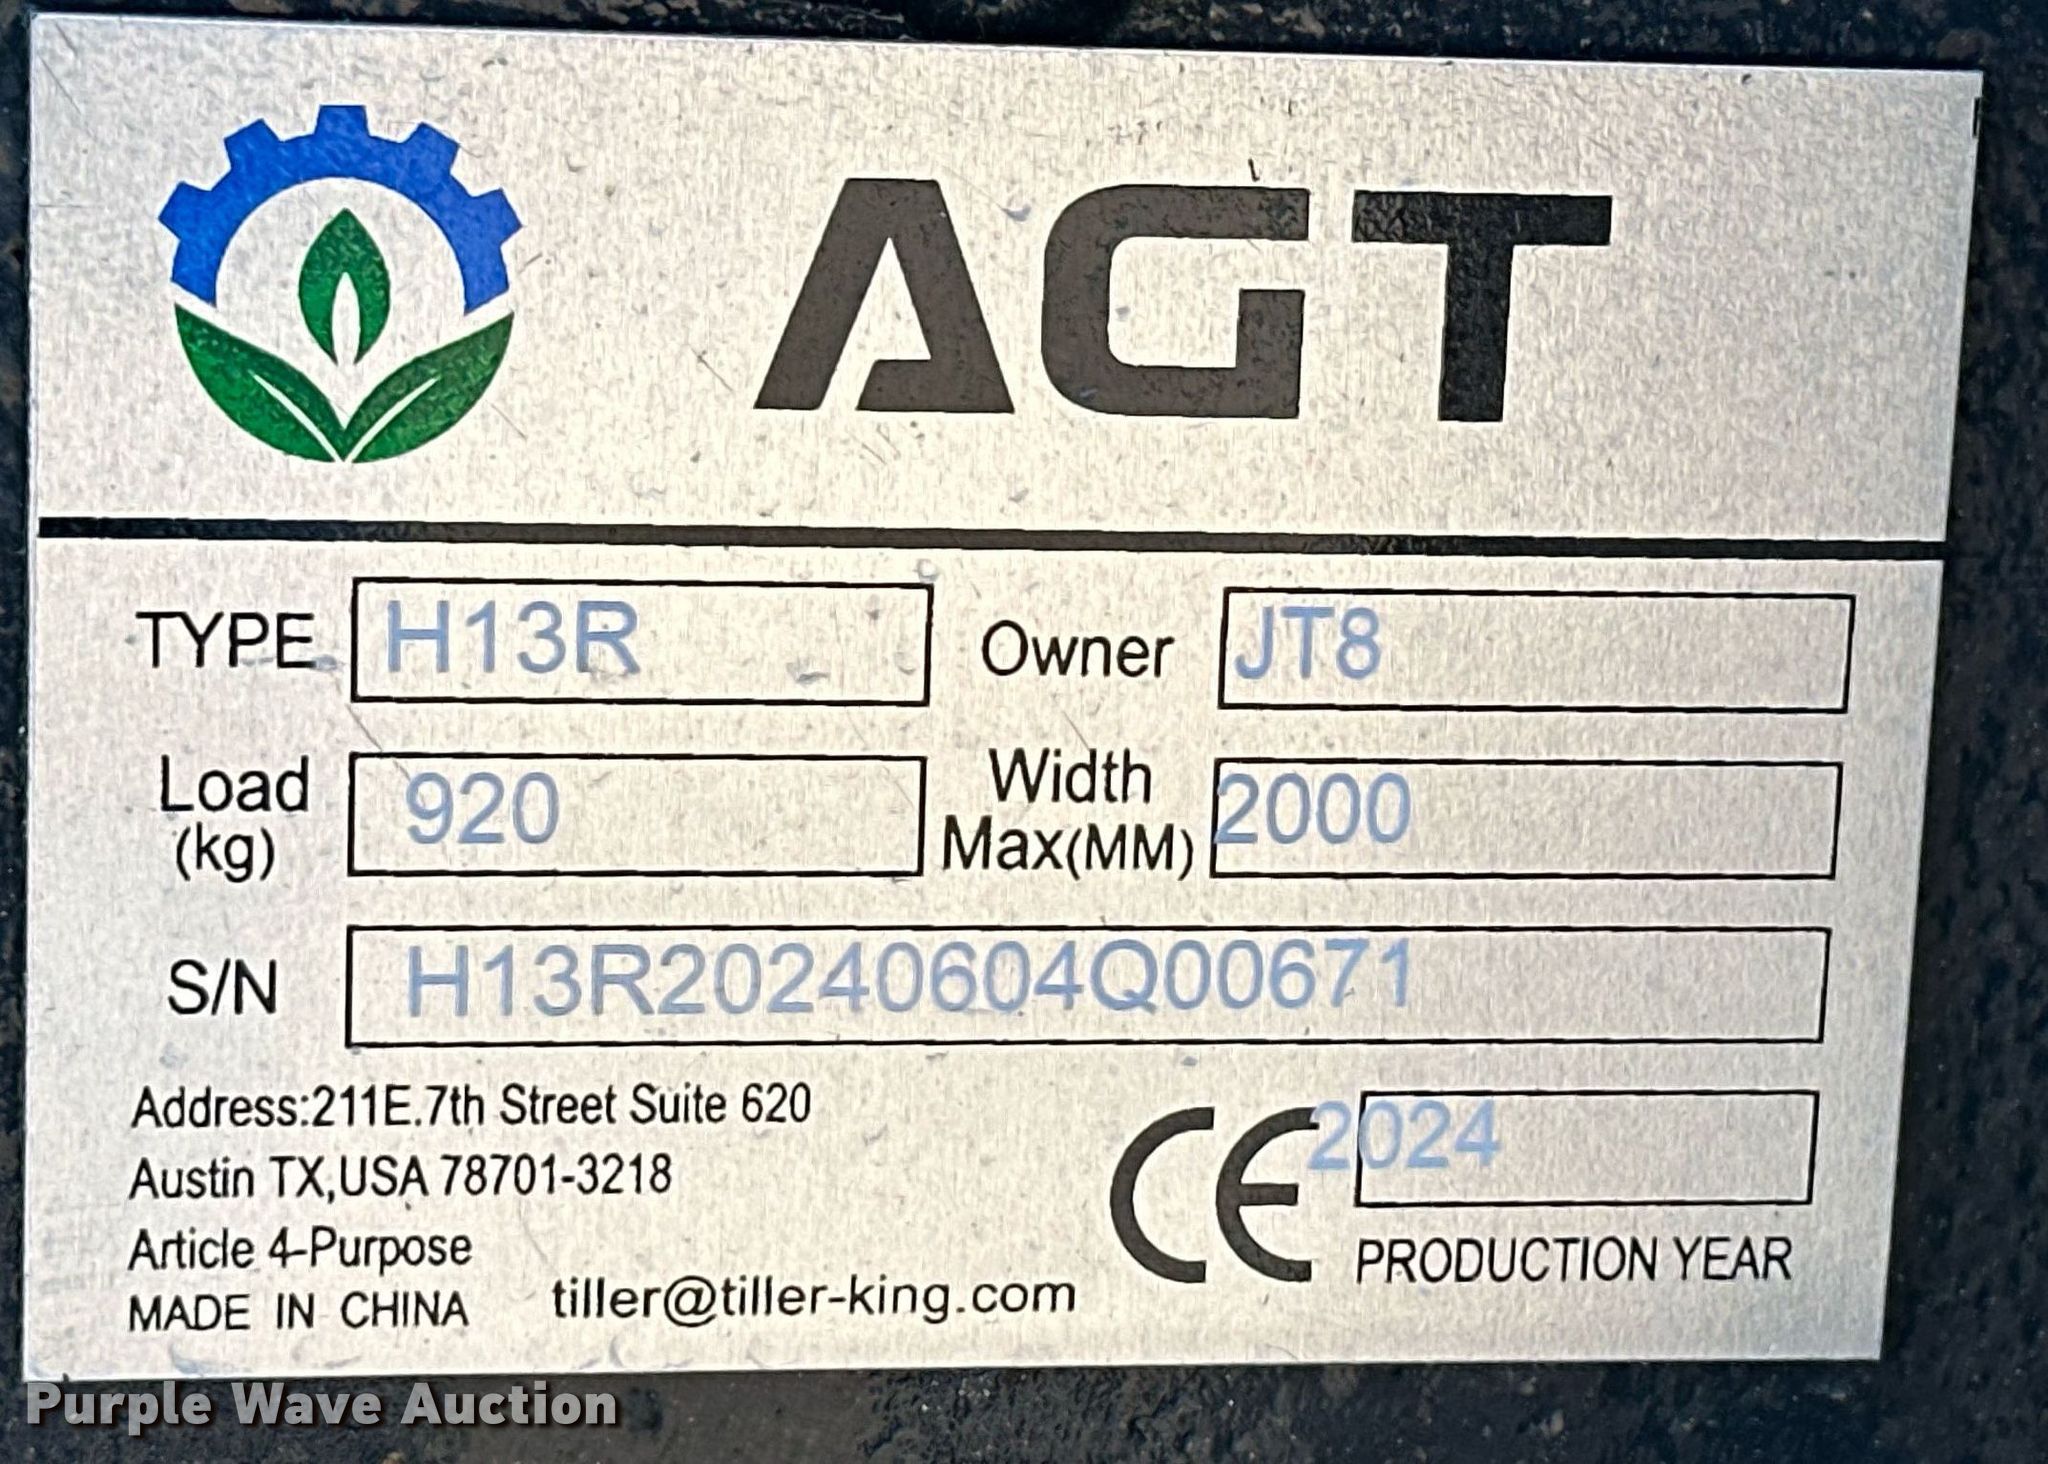 AGT
TYPE H13R Owner JT8
Load (kg) 920 Width Max(MM) 2000
S/N H13R20240604Q00671
Address:211E.7th Street Suite 620
Austin TX,USA 78701-3218
Article 4-Purpose
MADE IN CHINA tiller@tiller-king.com
CE 2024
PRODUCTION YEAR
Purple Wave Auction